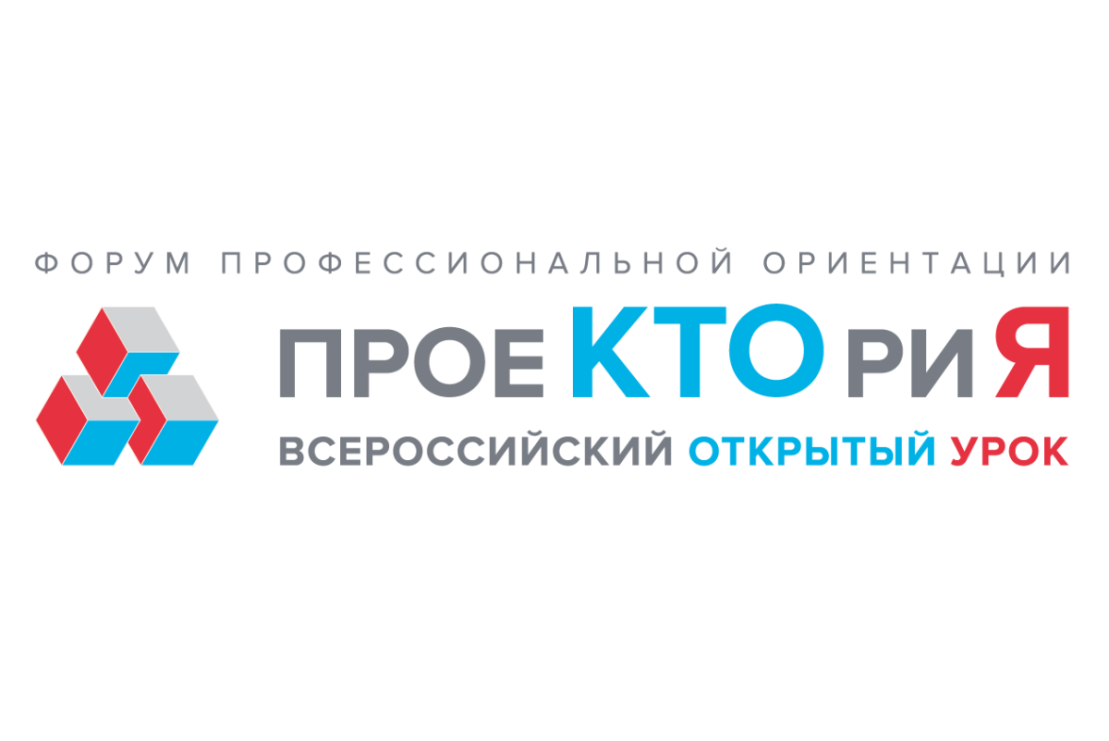 ФОРУМ ПРОФЕССИОНАЛЬНОЙ ОРИЕНТАЦИИ
ПРОЕКТОРИЯ
ВСЕРОССИЙСКИЙ ОТКРЫТЫЙ УРОК